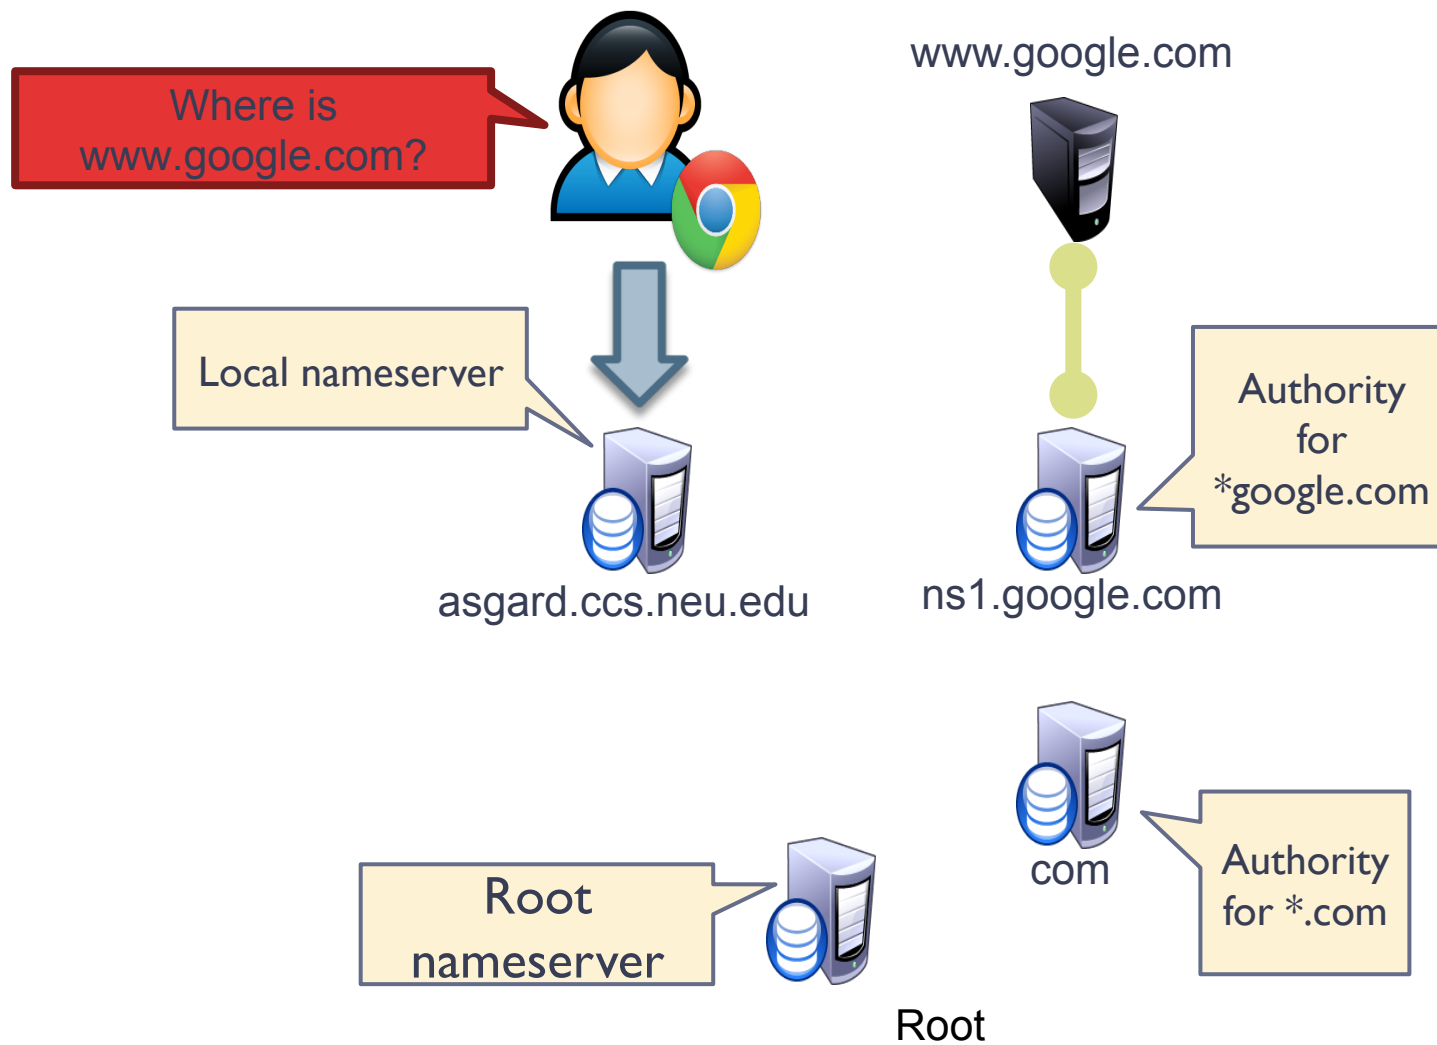 www.google.com
Where is
www.google.com?
Local nameserver
Authority
for
*google.com
asgard.ccs.neu.edu
ns1.google.com
com
Authority
for *.com
Root
nameserver
Root